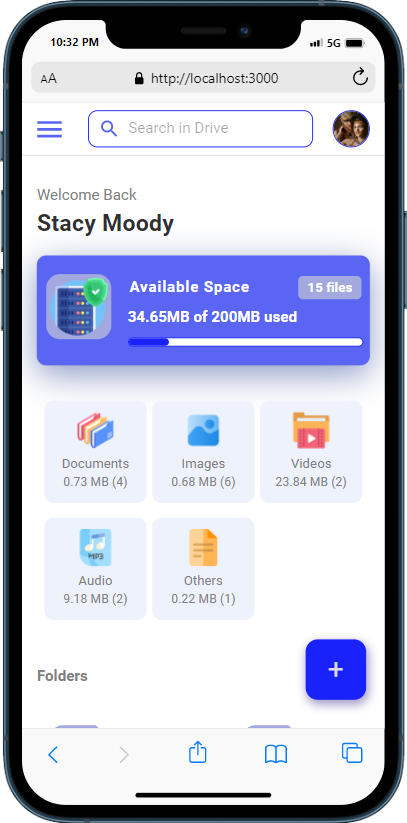 10:32 PM
5G
AA
http://localhost:3000
Search in Drive
Welcome Back
Stacy Moody
Available Space
15 files
34.65MB of 200MB used
Documents
0.73 MB (4)
Images
0.68 MB (6)
Videos
23.84 MB (2)
MP3
Audio
9.18 MB (2)
Others
0.22 MB (1)
Folders
+